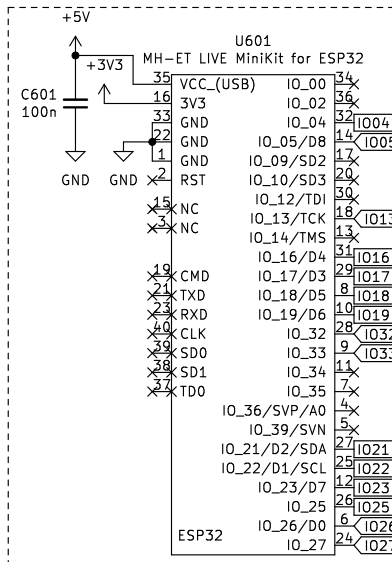 +5V
U601
MH-ET LIVE MiniKit for ESP32
+3V3
C601
100n
GND
GND
35 VCC_(USB)
16 3V3
33 GND
22 GND
1 GND
2 RST
15 NC
3 NC
19 CMD
21 TXD
23 RXD
40 CLK
39 SD0
38 SD1
37 TD0
IO_00 34
IO_02 36
IO_04 32 IO04
IO_05/D8 14 IO05
IO_09/SD2 17
IO_10/SD3 20
IO_12/TDI 30
IO_13/TCK 18 IO13
IO_14/TMS 13
IO_16/D4 31 IO16
IO_17/D3 29 IO17
IO_18/D5 8 IO18
IO_19/D6 10 IO19
IO_32 28 IO32
IO_33 9 IO33
IO_34 11
IO_35 7
IO_36/SVP/A0 4
IO_39/SVN 5
IO_21/D2/SDA 27 IO21
IO_22/D1/SCL 25 IO22
IO_23/D7 12 IO23
IO_25 26 IO25
IO_26/D0 6 IO26
IO_27 24 IO27
ESP32